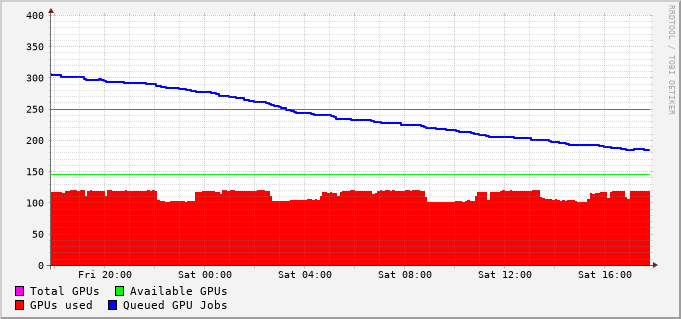 RRDTOOL / TOBI OETIKER
400
350
300
250
200
150
100
50
0
Fri 20:00 Sat 00:00 Sat 04:00 Sat 08:00 Sat 12:00 Sat 16:00
Total GPUs Available GPUs
GPUs used Queued GPU Jobs